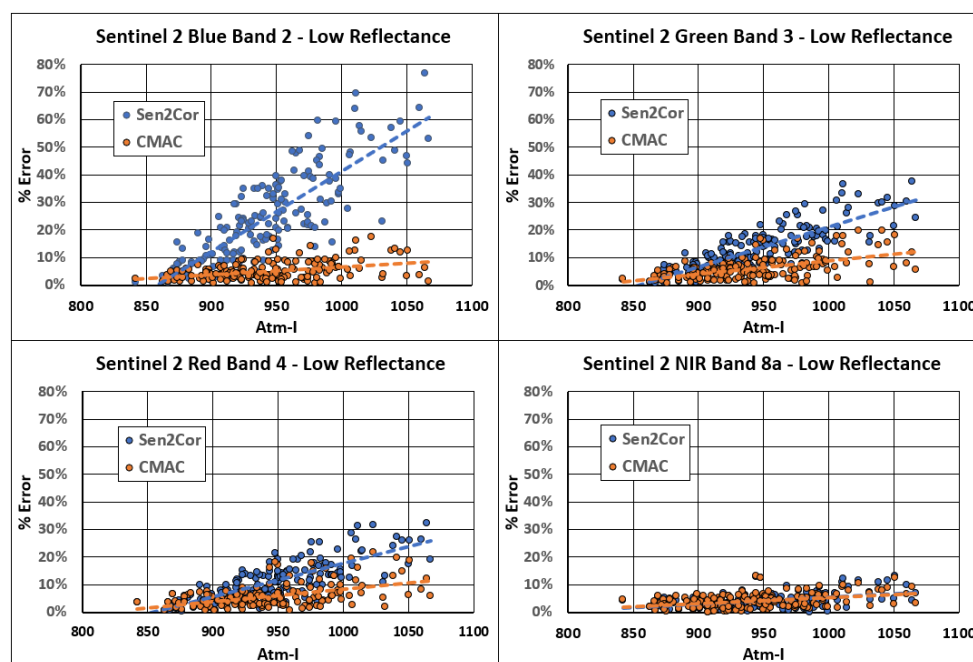 Sentinel 2 Blue Band 2 - Low Reflectance
80%
70%
60%
50%
40%
30%
20%
10%
0%
% Error
Sen2Cor
CMAC
800 850 900 950 1000 1050 1100
Atm-I
Sentinel 2 Green Band 3 - Low Reflectance
80%
70%
60%
50%
40%
30%
20%
10%
0%
% Error
Sen2Cor
CMAC
800 850 900 950 1000 1050 1100
Atm-I
Sentinel 2 Red Band 4 - Low Reflectance
80%
70%
60%
50%
40%
30%
20%
10%
0%
% Error
Sen2Cor
CMAC
800 850 900 950 1000 1050 1100
Atm-I
Sentinel 2 NIR Band 8a - Low Reflectance
80%
70%
60%
50%
40%
30%
20%
10%
0%
% Error
Sen2Cor
CMAC
800 850 900 950 1000 1050 1100
Atm-I